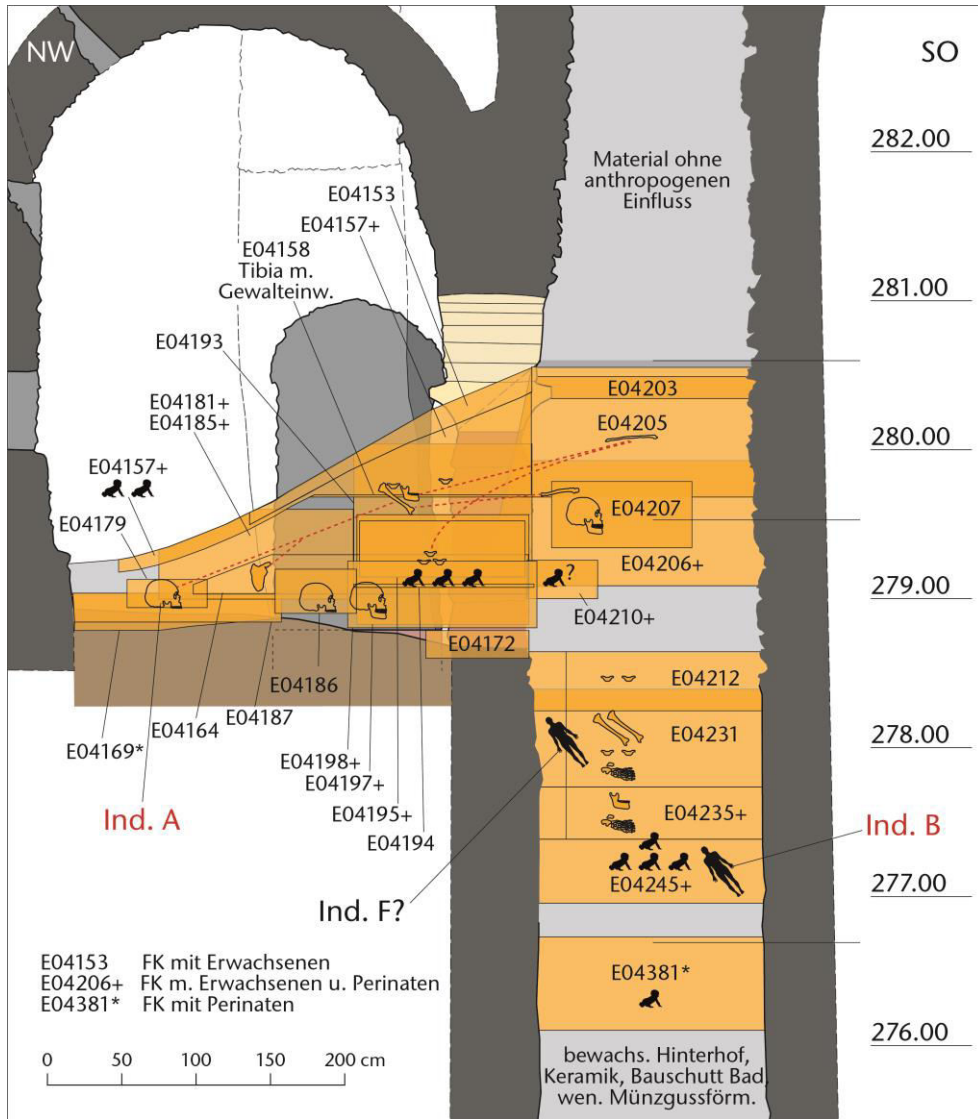 NW
SO
282.00
Material ohne
anthropogenen
Einfluss
E04153
E04157+
E04158
Tibia m.
Gewalteinw.
281.00
E04193
E04203
E04181+
E04185+
E04205
280.00
E04157+
E04179
E04207
E04206+
?
279.00
E04210+
E04172
E04186
E04212
E04164
E04187
E04231
278.00
E04169*
E04198+
E04197+
E04195+
E04194
E04235+
Ind. A
Ind. B
E04245+
277.00
Ind. F?
E04153 FK mit Erwachsenen
E04206+ FK m. Erwachsenen u. Perinaten
E04381* FK mit Perinaten
E04381*
276.00
0 50 100 150 200 cm
bewachs. Hinterhof,
Keramik, Bauschutt Bad,
wen. Münzgussförm.